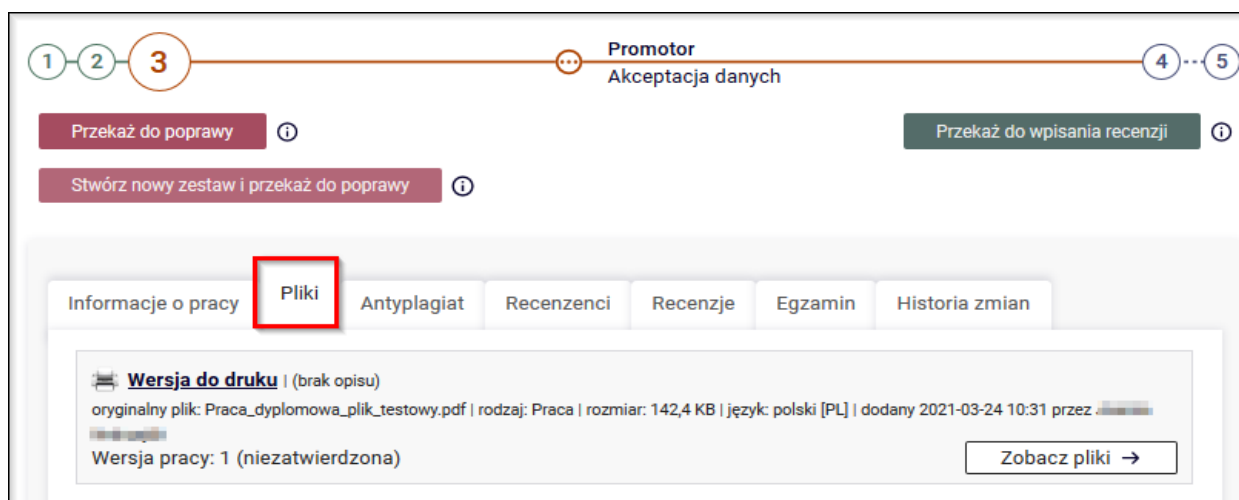 1 2 3 Promotor 4 5
Akceptacja danych
Przekaż do poprawy Przekaż do wpisania recenzji
Stwórz nowy zestaw i przekaż do poprawy
Informacje o pracy Pliki Antyplagiat Recenzenci Recenzje Egzamin Historia zmian
Wersja do druku | (brak opisu)
oryginalny plik: Praca_dyplomowa_plik_testowy.pdf | rodzaj: Praca | rozmiar: 142,4 KB | język: polski [PL] | dodany 2021-03-24 10:31 przez
Wersja pracy: 1 (niezatwierdzona) Zobacz pliki →